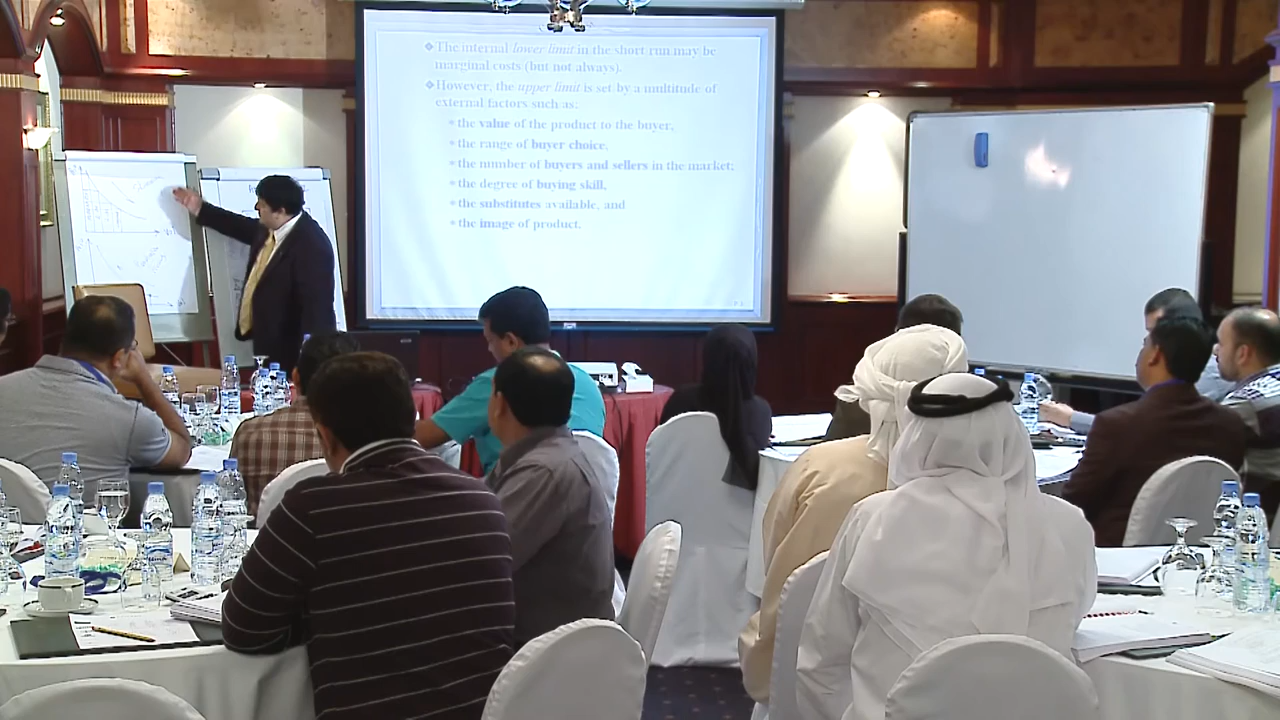 ❖The internal lower limit in the short run may be
marginal costs (but not always).
❖However, the upper limit is set by a multitude of
external factors such as:
•the value of the product to the buyer,
•the range of buyer choice,
•the number of buyers and sellers in the market;
•the degree of buying skill,
•the substitutes available, and
•the image of product.